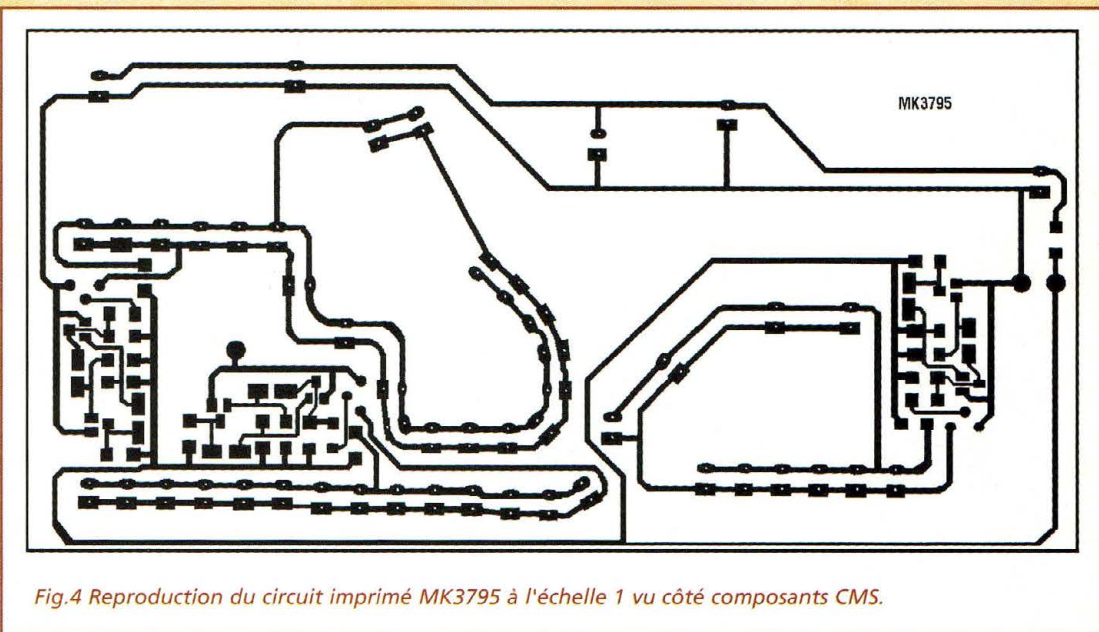 MK3795
Fig.4 Reproduction du circuit imprimé MK3795 à l'échelle 1 vu côté composants CMS.